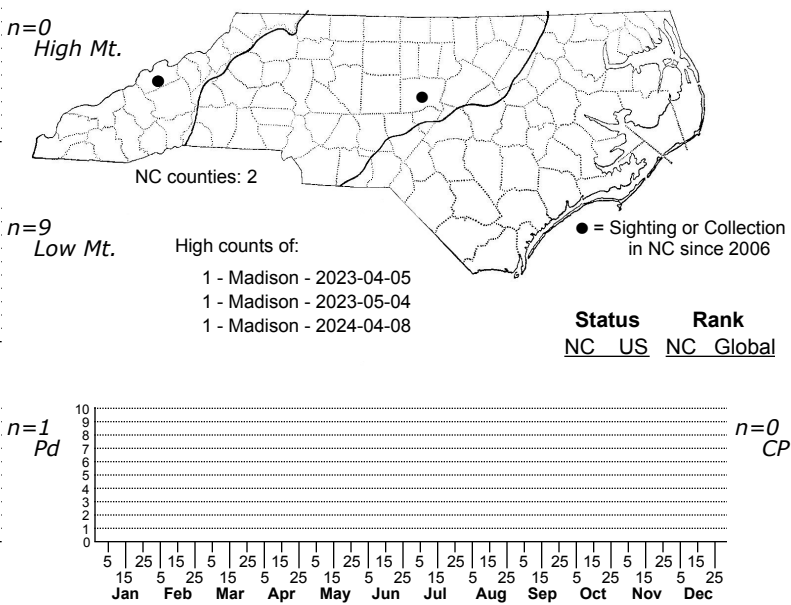 n=0
High Mt.
NC counties: 2
n=9
Low Mt.
High counts of:
1 - Madison - 2023-04-05
1 - Madison - 2023-05-04
1 - Madison - 2024-04-08
● = Sighting or Collection
in NC since 2006
Status Rank
NC US NC Global
n=1
Pd
10
9
8
7
6
5
4
3
2
1
0
n=0
CP
5 25 15 5 25 15 5 25 15 5 25 15 5 25 15 5 25 15
15 5 25 15 5 25 15 5 25 15 5 25 15 5 25 15 5 25
Jan Feb Mar Apr May Jun Jul Aug Sep Oct Nov Dec